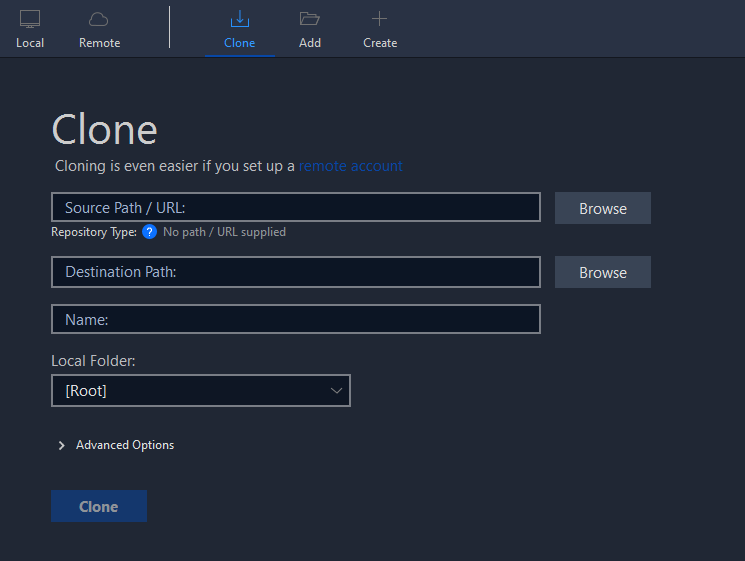 Local Remote Clone Add Create
Clone
Cloning is even easier if you set up a remote account
Source Path / URL: Browse
Repository Type: ? No path / URL supplied
Destination Path: Browse
Name:
Local Folder:
[Root]
Advanced Options
Clone